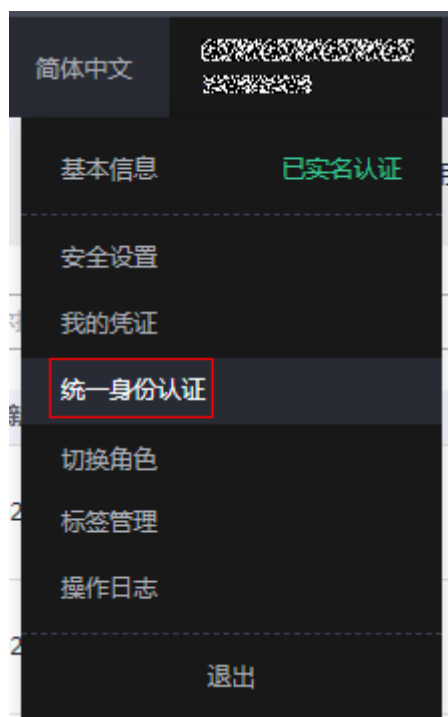 简体中文
基本信息 已实名认证
安全设置
我的凭证
统一身份认证
切换角色
标签管理
操作日志
退出